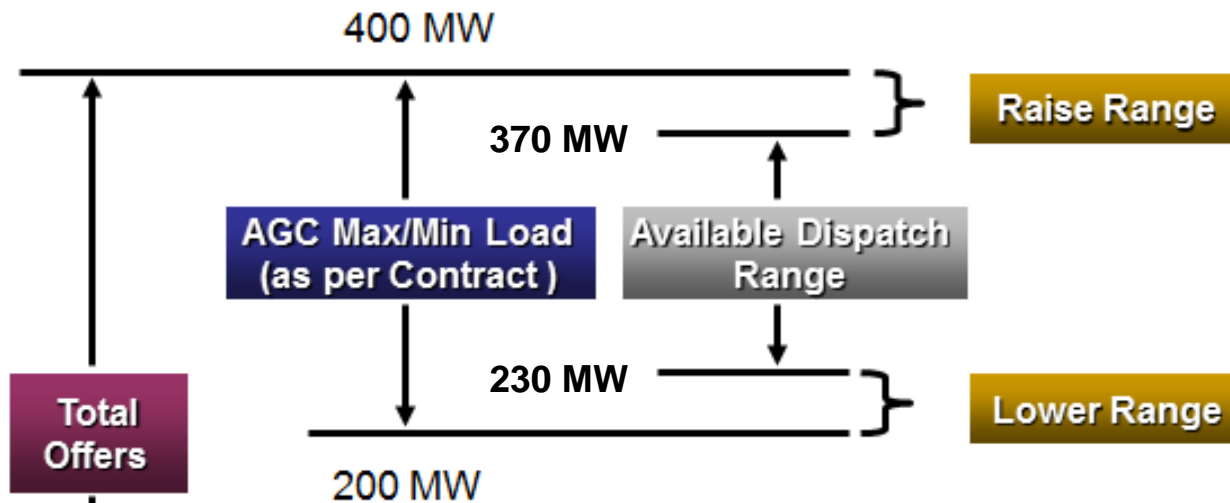 400 MW
Raise Range
370 MW
AGC Max/Min Load
(as per Contract )
Available Dispatch
Range
230 MW
Total
Offers
Lower Range
200 MW